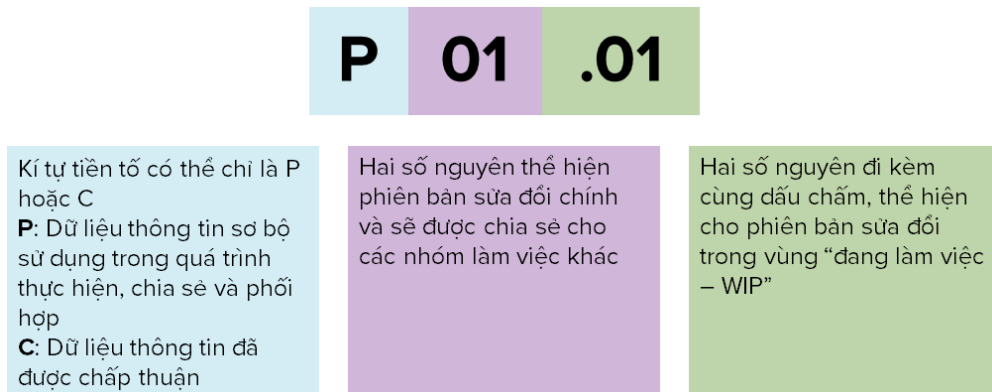 P 01 .01
Kí tự tiền tố có thể chỉ là P
hoặc C
P: Dữ liệu thông tin sơ bộ
sử dụng trong quá trình
thực hiện, chia sẻ và phối
hợp
C: Dữ liệu thông tin đã
được chấp thuận
Hai số nguyên thể hiện
phiên bản sửa đổi chính
và sẽ được chia sẻ cho
các nhóm làm việc khác
Hai số nguyên đi kèm
cùng dấu chấm, thể hiện
cho phiên bản sửa đổi
trong vùng “đang làm việc
– WIP”